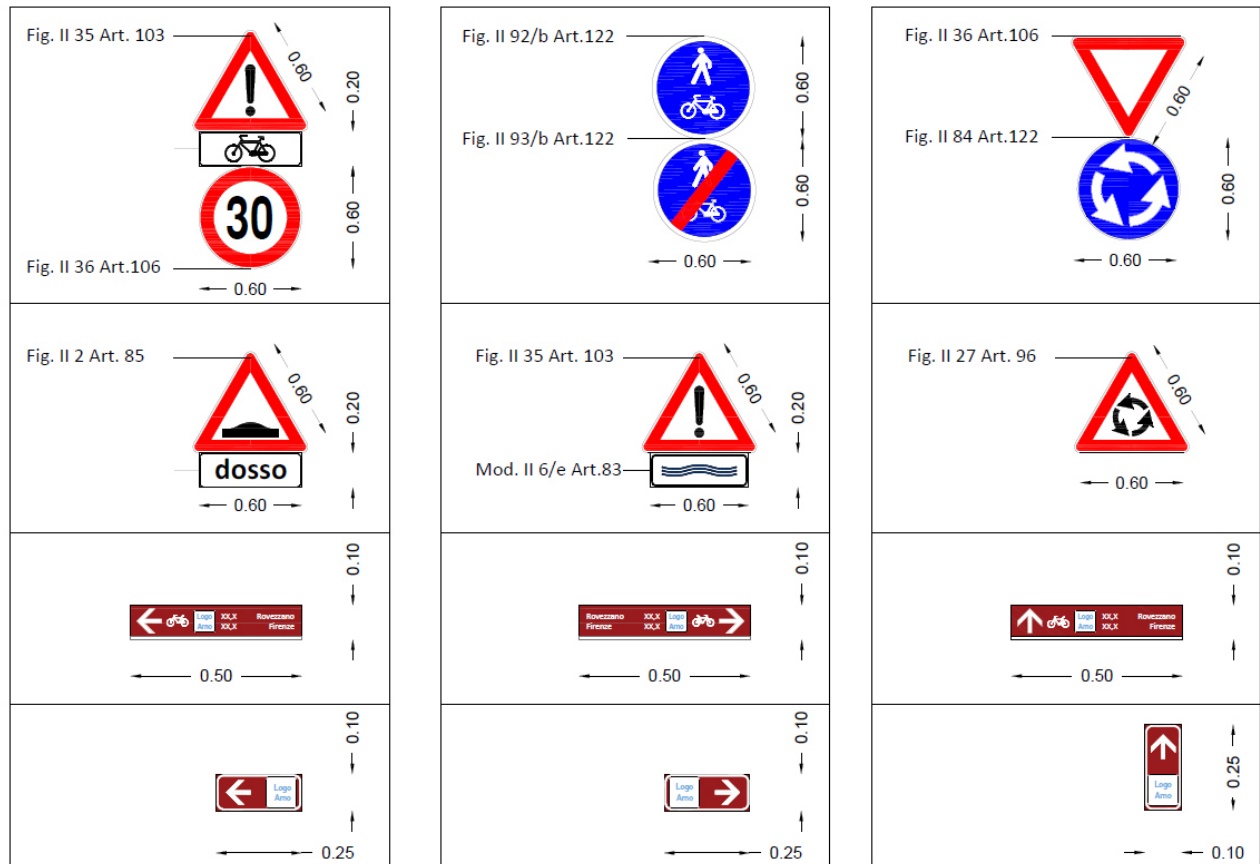 Fig. II 35 Art. 103
0.60
0.20
30
0.60
Fig. II 36 Art.106
0.60
Fig. II 92/b Art.122
0.60
Fig. II 93/b Art.122
0.60
0.60
Fig. II 36 Art.106
0.60
Fig. II 84 Art.122
0.60
0.60
Fig. II 2 Art. 85
0.60
0.20
dosso
0.60
Fig. II 35 Art. 103
0.60
0.20
Mod. II 6/e Art.83
0.60
Fig. II 27 Art. 96
0.60
0.60
0.10
Logo XX,X Rovezzano
Arno XX,X Firenze
0.50
0.10
Rovezzano XX,X Logo
Firenze XX,X Arno
0.50
0.10
Logo XX,X Rovezzano
Arno XX,X Firenze
0.50
0.10
Logo
Arno
0.25
0.10
Logo
Arno
0.25
Logo
Arno
0.25
0.10